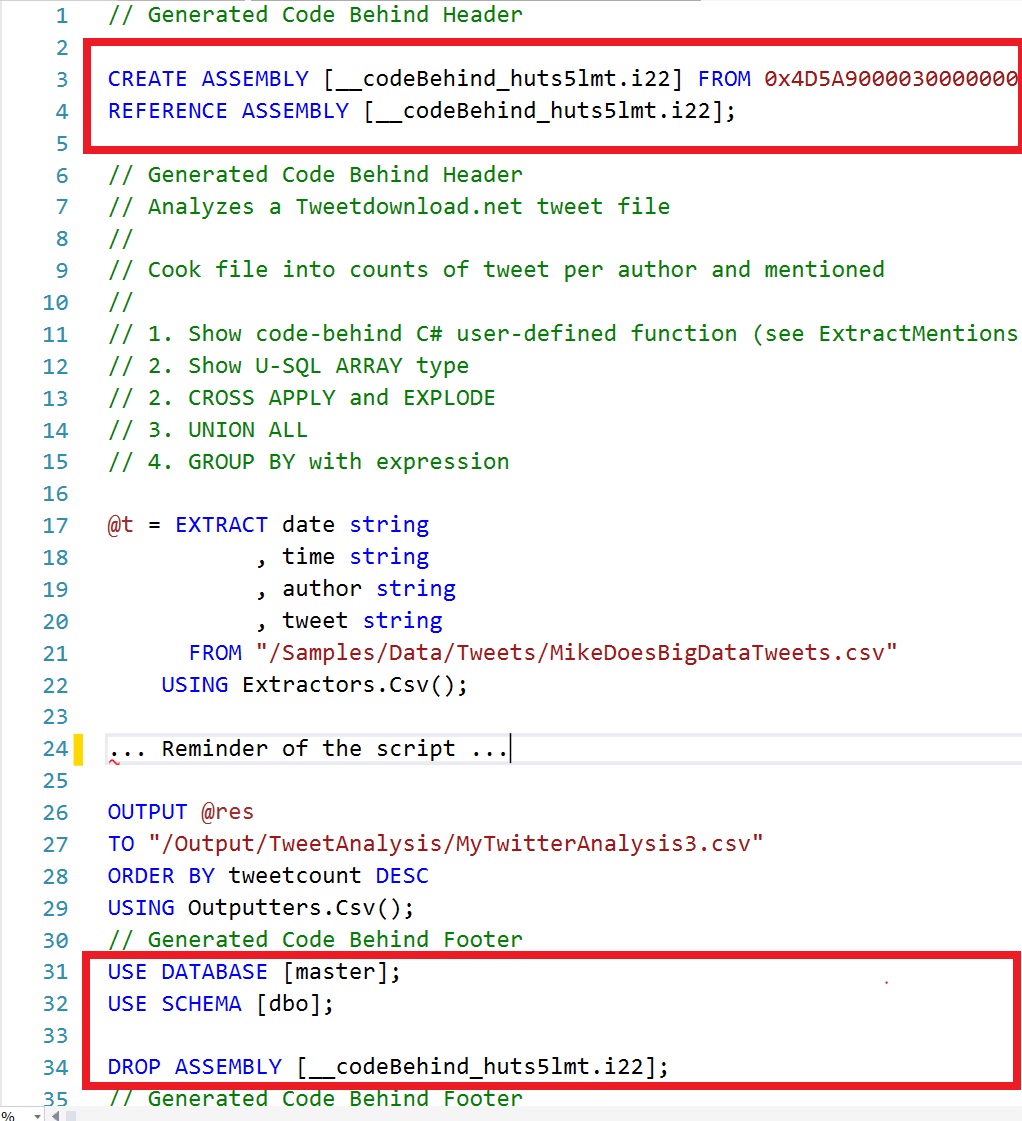 1 // Generated Code Behind Header
2
3 CREATE ASSEMBLY [__codeBehind_huts5lmt.i22] FROM 0x4D5A9000030000000
4 REFERENCE ASSEMBLY [__codeBehind_huts5lmt.i22];
5
6 // Generated Code Behind Header
7 // Analyzes a Tweetdownload.net tweet file
8 //
9 // Cook file into counts of tweet per author and mentioned
10 //
11 // 1. Show code-behind C# user-defined function (see ExtractMentions
12 // 2. Show U-SQL ARRAY type
13 // 2. CROSS APPLY and EXPLODE
14 // 3. UNION ALL
15 // 4. GROUP BY with expression
16
17 @t = EXTRACT date string
18 , time string
19 , author string
20 , tweet string
21 FROM "/Samples/Data/Tweets/MikeDoesBigDataTweets.csv"
22 USING Extractors.Csv();
23
24 ... Reminder of the script ...
25
26 OUTPUT @res
27 TO "/Output/TweetAnalysis/MyTwitterAnalysis3.csv"
28 ORDER BY tweetcount DESC
29 USING Outputters.Csv();
30 // Generated Code Behind Footer
31 USE DATABASE [master];
32 USE SCHEMA [dbo];
33
34 DROP ASSEMBLY [__codeBehind_huts5lmt.i22];
35 // Generated Code Behind Footer
%